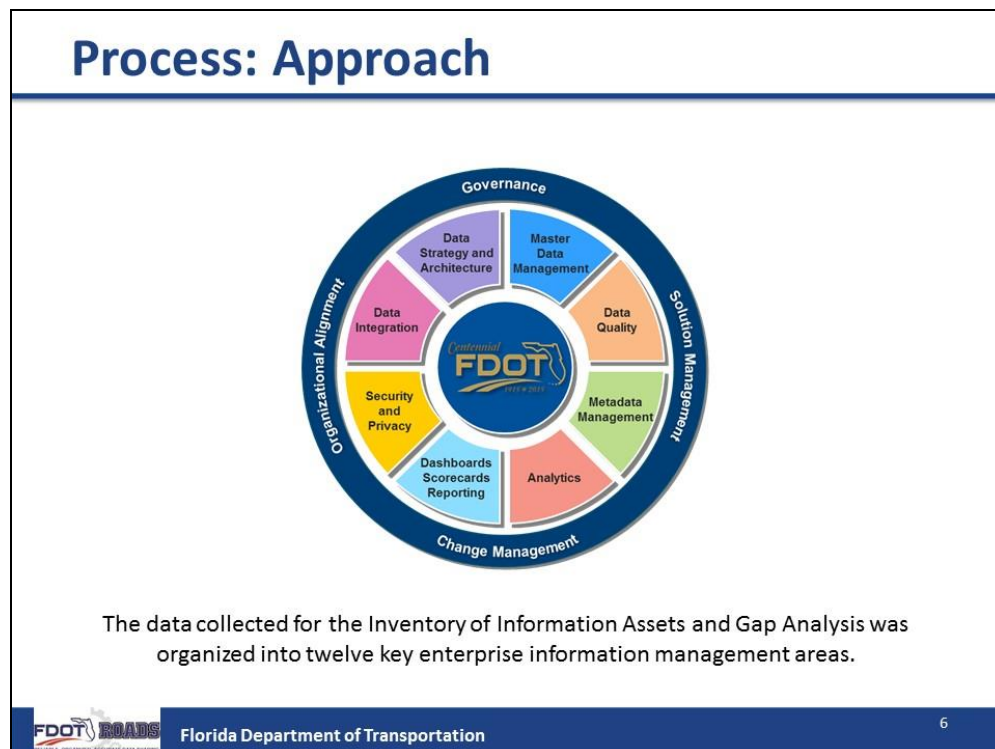 Process: Approach
Governance
Data
Strategy and
Architecture
Master
Data
Management
Data
Integration
Data
Quality
Organizational Alignment
Solution Management
Centennial
FDOT
1915 2015
Security
and
Privacy
Metadata
Management
Dashboards
Scorecards
Reporting
Analytics
Change Management
The data collected for the Inventory of Information Assets and Gap Analysis was
organized into twelve key enterprise information management areas.
FDOT ROADS
Florida Department of Transportation
6